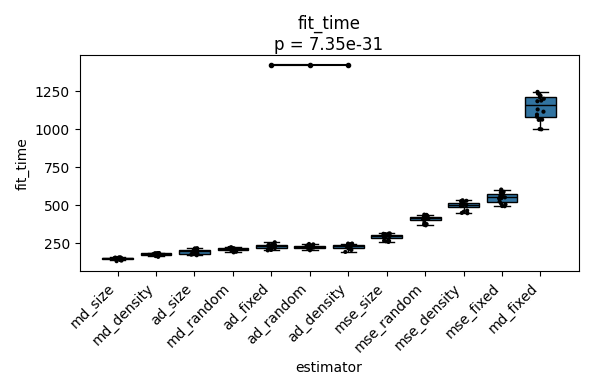 fit_time
p = 7.35e-31
fit_time
1250
1000
750
500
250
md_size
md_density
ad_size
md_random
ad_fixed
ad_random
ad_density
mse_size
mse_random
mse_density
mse_fixed
md_fixed
estimator